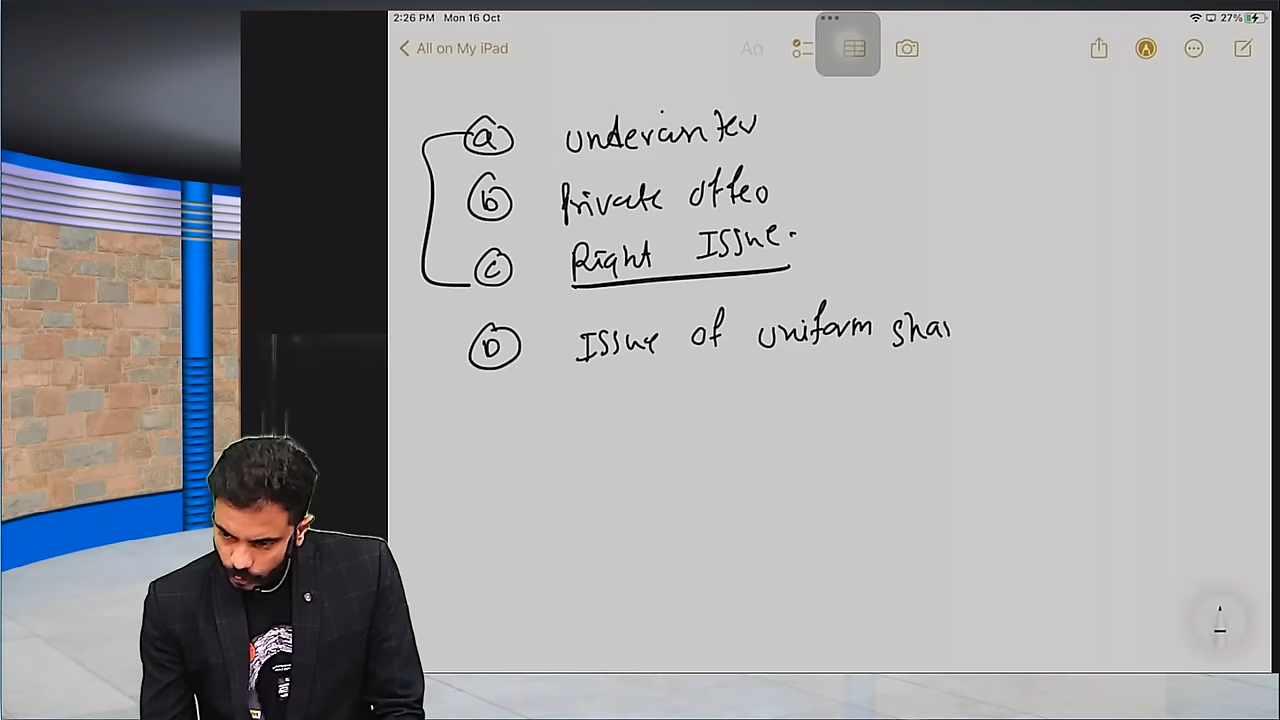 2:26 PM Mon 16 Oct
27%
All on My iPad
Aa
a underwriter
b Private offeo
c Right Issue.
D Issue of uniform shar